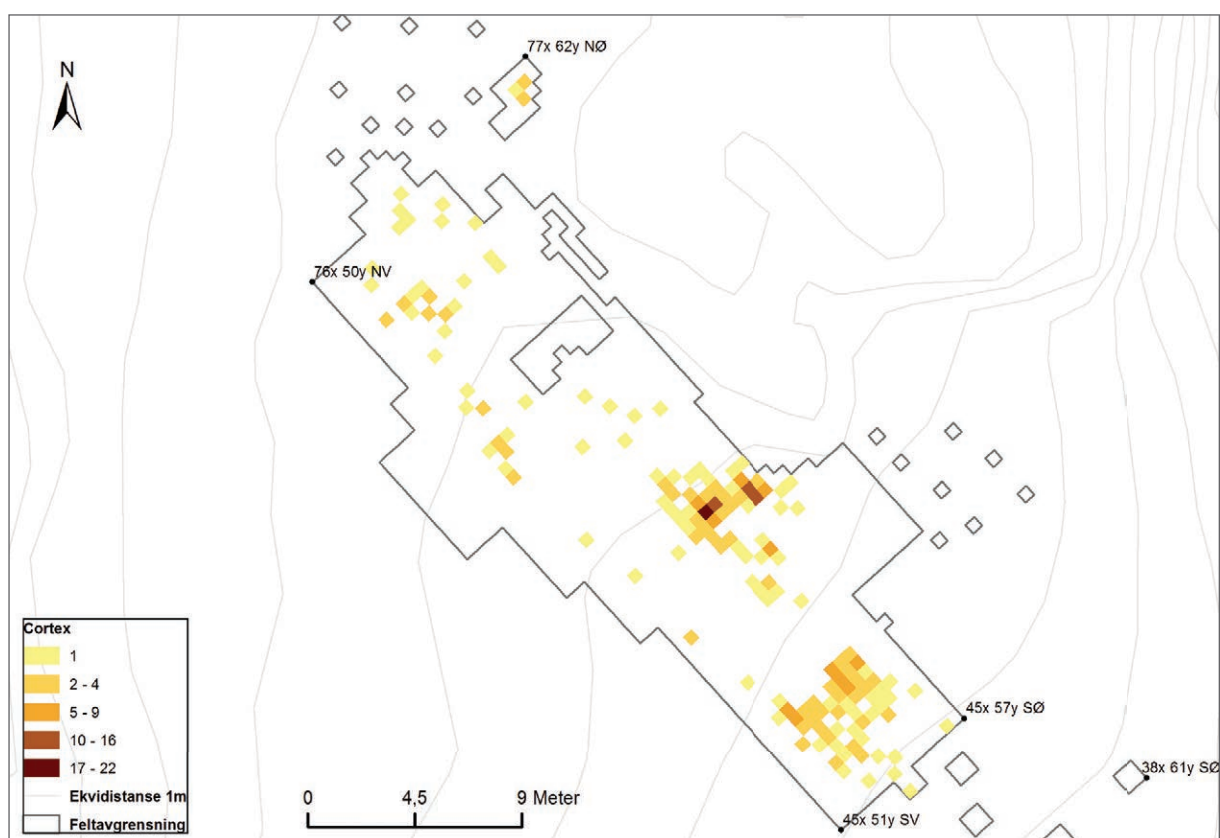 77x 62y NØ
N
76x 50y NV
45x 57y SØ
38x 61y SØ
45x 51y SV
Cortex
1
2 - 4
5 - 9
10 - 16
17 - 22
Ekvidistanse 1m
Feltavgrensning
0 4,5 9 Meter